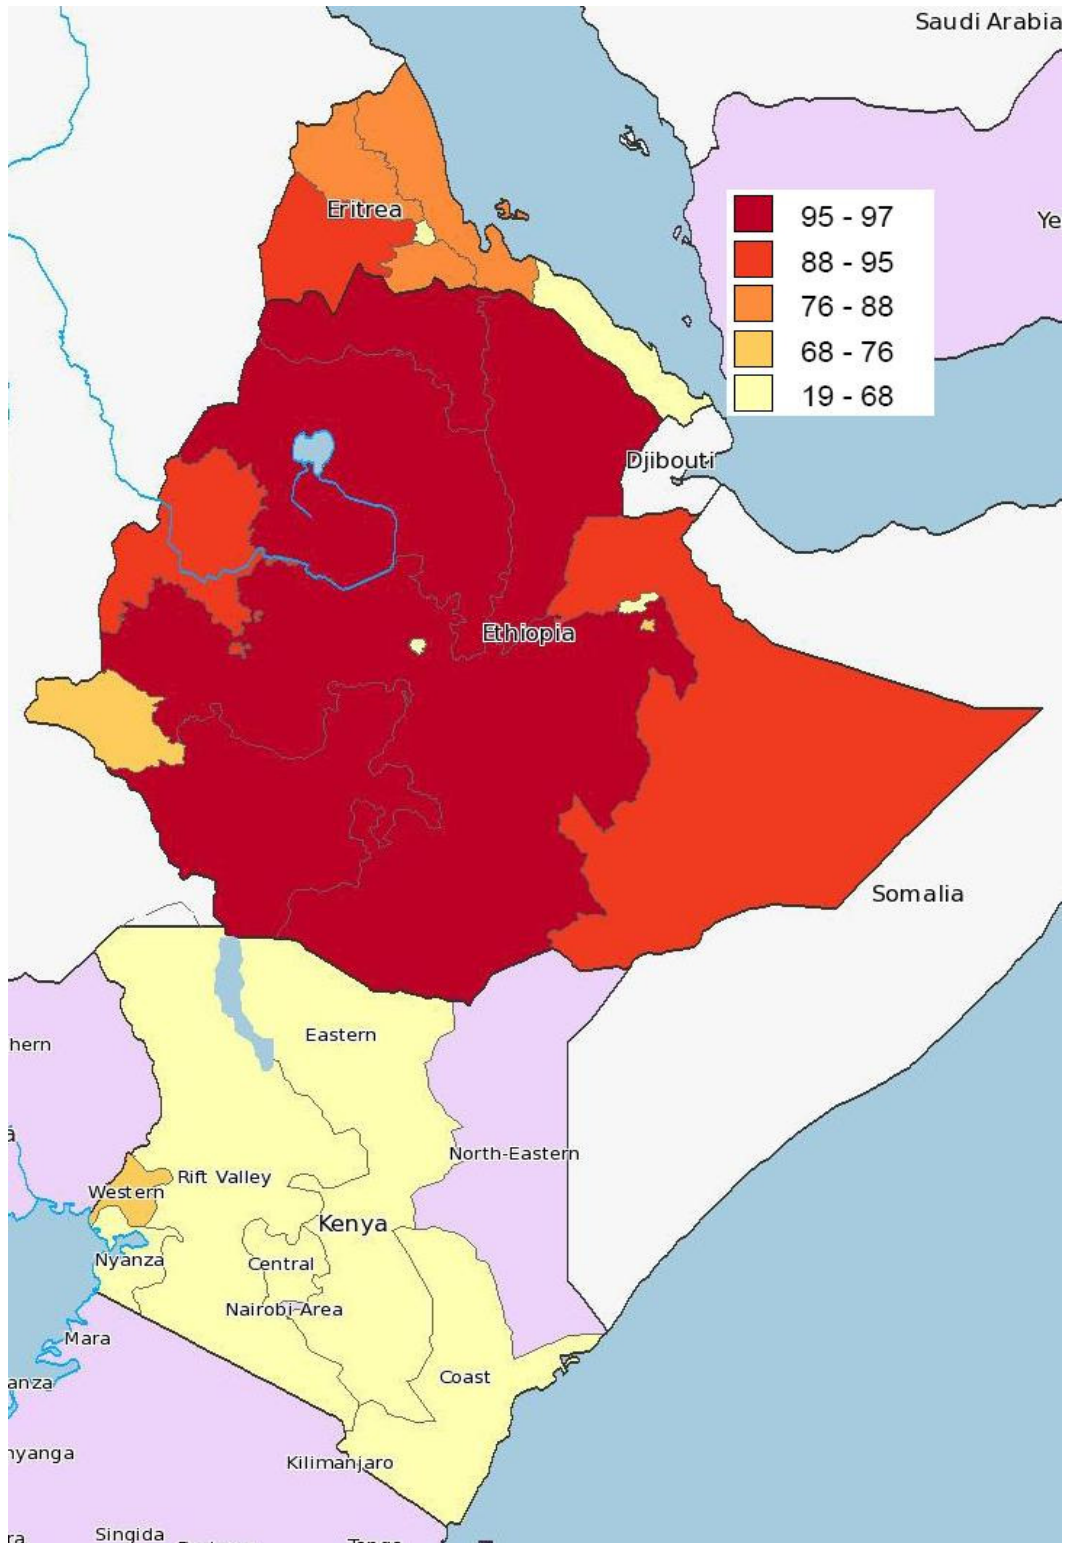 Saudi Arabia
Eritrea
95 - 97
Ye
88 - 95
76 - 88
68 - 76
19 - 68
Djibouti
Ethiopia
Somalia
Eastern
hern
North-Eastern
a
Rift Valley
Western
Kenya
Nyanza
Central
Nairobi-Area
Mara
Coast
anza
nyanga
Kilimanjaro
Singida
ra